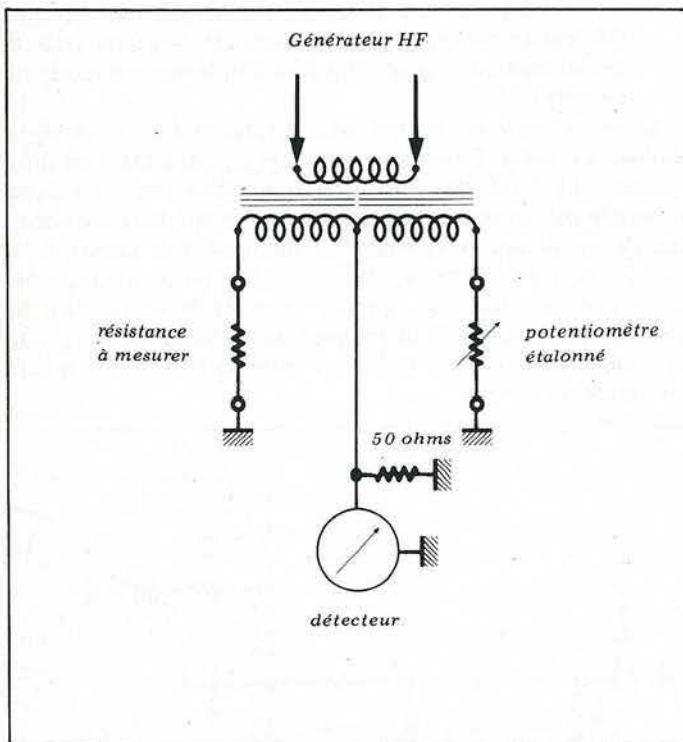 Générateur HF
résistance
à mesurer
potentiomètre
étalonné
50 ohms
détecteur